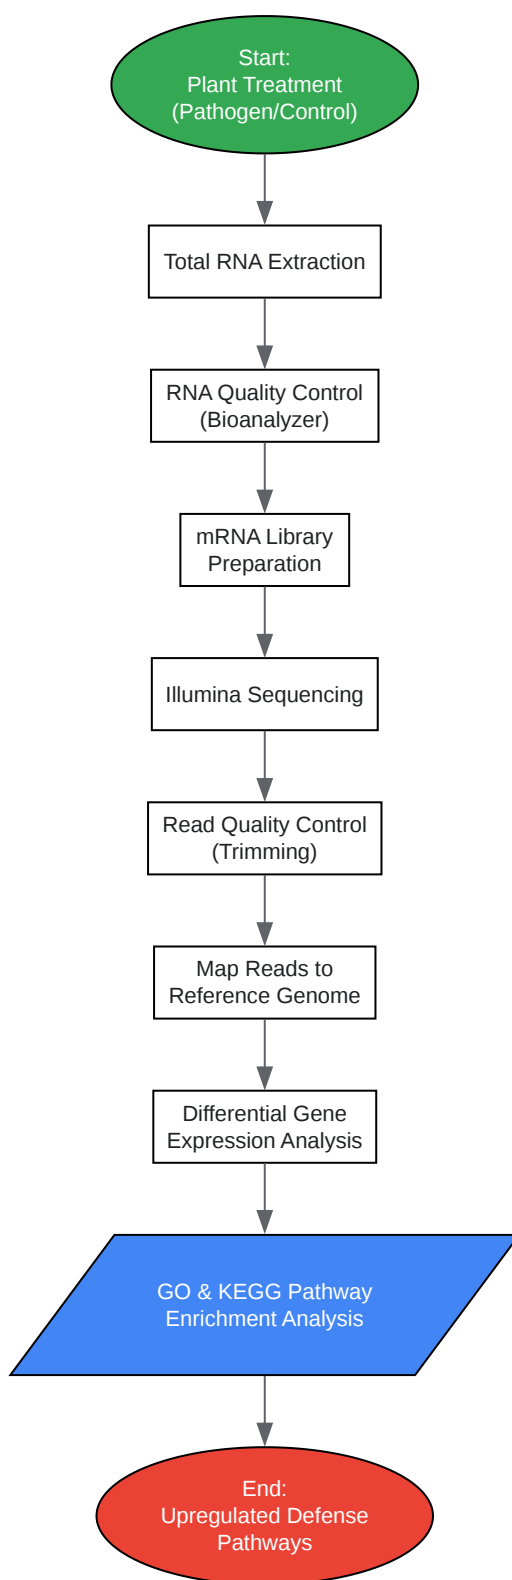 Start:
Plant Treatment
(Pathogen/Control)
Total RNA Extraction
RNA Quality Control
(Bioanalyzer)
mRNA Library
Preparation
Illumina Sequencing
Read Quality Control
(Trimming)
Map Reads to
Reference Genome
Differential Gene
Expression Analysis
GO & KEGG Pathway
Enrichment Analysis
End:
Upregulated Defense
Pathways